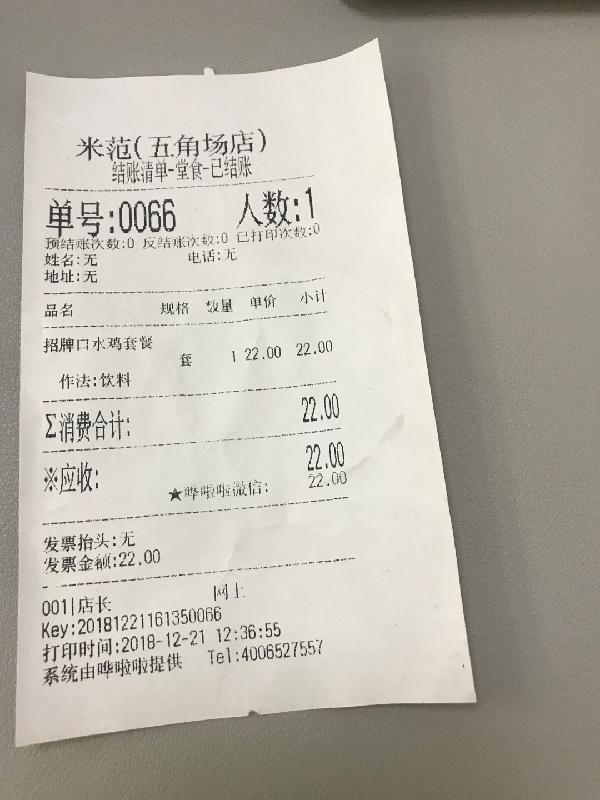 米范(五角场店)
结账清单-堂食-已结账
单号:0066 人数:1
预结账次数:0 反结账次数:0 已打印次数:0
姓名:无 电话:无
地址:无
品名 规格 数量 单价 小计
招牌口水鸡套餐
套 1 22.00 22.00
作法:饮料
Σ消费合计: 22.00
※应收: 22.00
★哗啦啦微信: 22.00
发票抬头:无
发票金额:22.00
001|店长 网上
Key:20181221161350066
打印时间:2018-12-21 12:36:55
系统由哗啦啦提供 Tel:4006527557